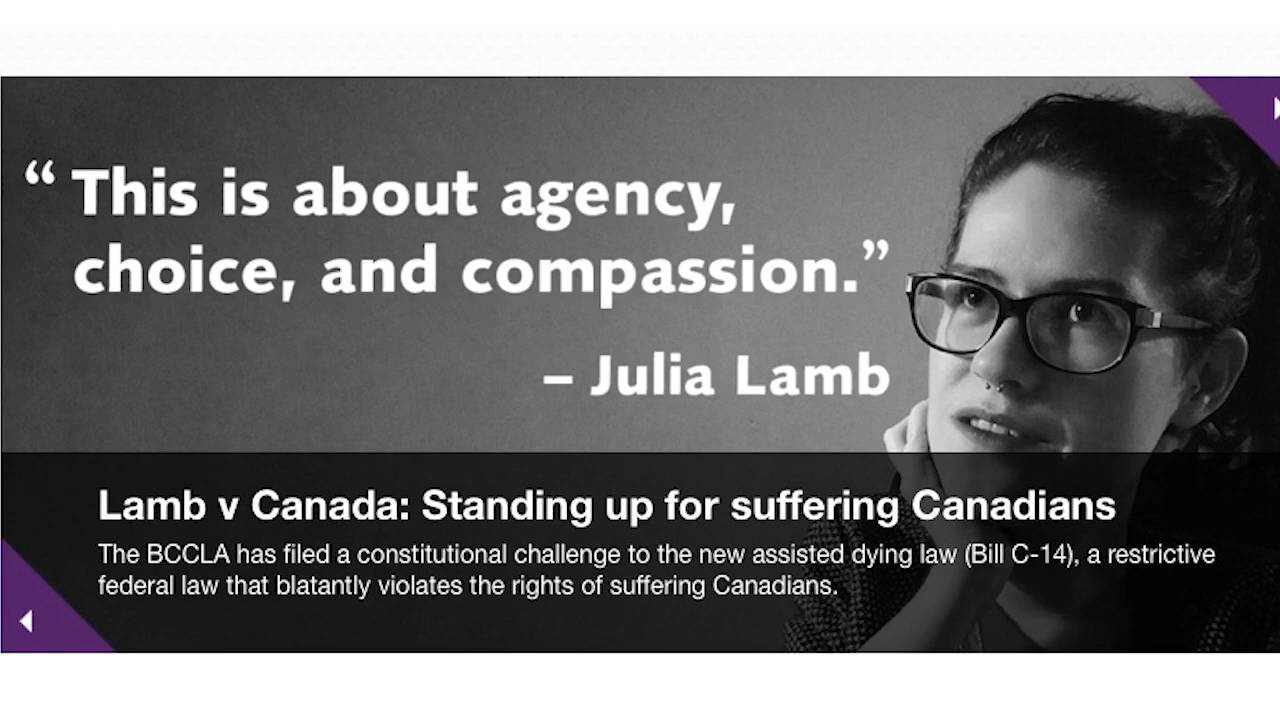 “ This is about agency,
choice, and compassion.”
– Julia Lamb
Lamb v Canada: Standing up for suffering Canadians
The BCCLA has filed a constitutional challenge to the new assisted dying law (Bill C-14), a restrictive
federal law that blatantly violates the rights of suffering Canadians.